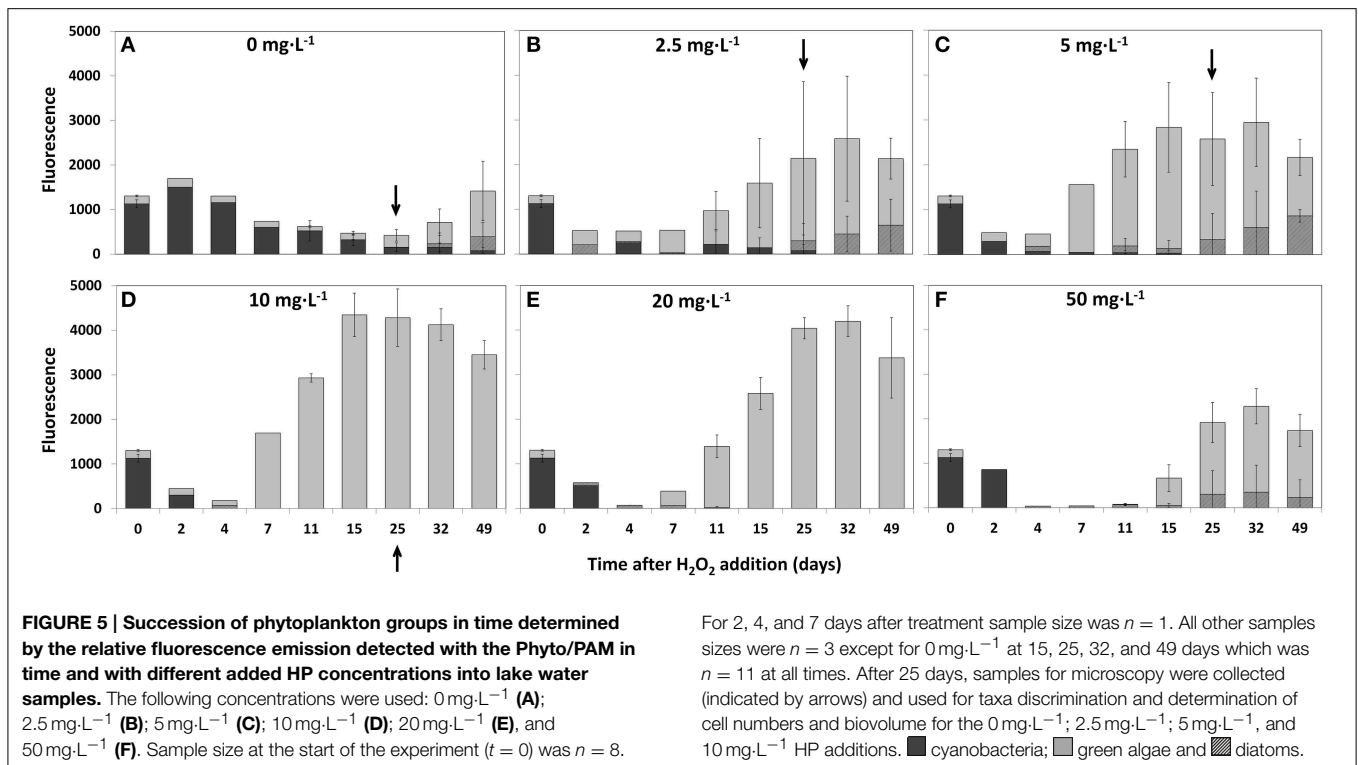 5000
4000
3000
2000
1000
0
Fluorescence
A
0 mg·L-1
B
2.5 mg·L-1
C
5 mg·L-1
5000
4000
3000
2000
1000
0
Fluorescence
D
10 mg·L-1
E
20 mg·L-1
F
50 mg·L-1
0 2 4 7 11 15 25 32 49
0 2 4 7 11 15 25 32 49
0 2 4 7 11 15 25 32 49
Time after H2O2 addition (days)
FIGURE 5 | Succession of phytoplankton groups in time determined
by the relative fluorescence emission detected with the Phyto/PAM in
time and with different added HP concentrations into lake water
samples. The following concentrations were used: 0 mg·L−1 (A);
2.5 mg·L−1 (B); 5 mg·L−1 (C); 10 mg·L−1 (D); 20 mg·L−1 (E), and
50 mg·L−1 (F). Sample size at the start of the experiment (t = 0) was n = 8.
For 2, 4, and 7 days after treatment sample size was n = 1. All other samples
sizes were n = 3 except for 0 mg·L−1 at 15, 25, 32, and 49 days which was
n = 11 at all times. After 25 days, samples for microscopy were collected
(indicated by arrows) and used for taxa discrimination and determination of
cell numbers and biovolume for the 0 mg·L−1; 2.5 mg·L−1; 5 mg·L−1, and
10 mg·L−1 HP additions. cyanobacteria; green algae and diatoms.